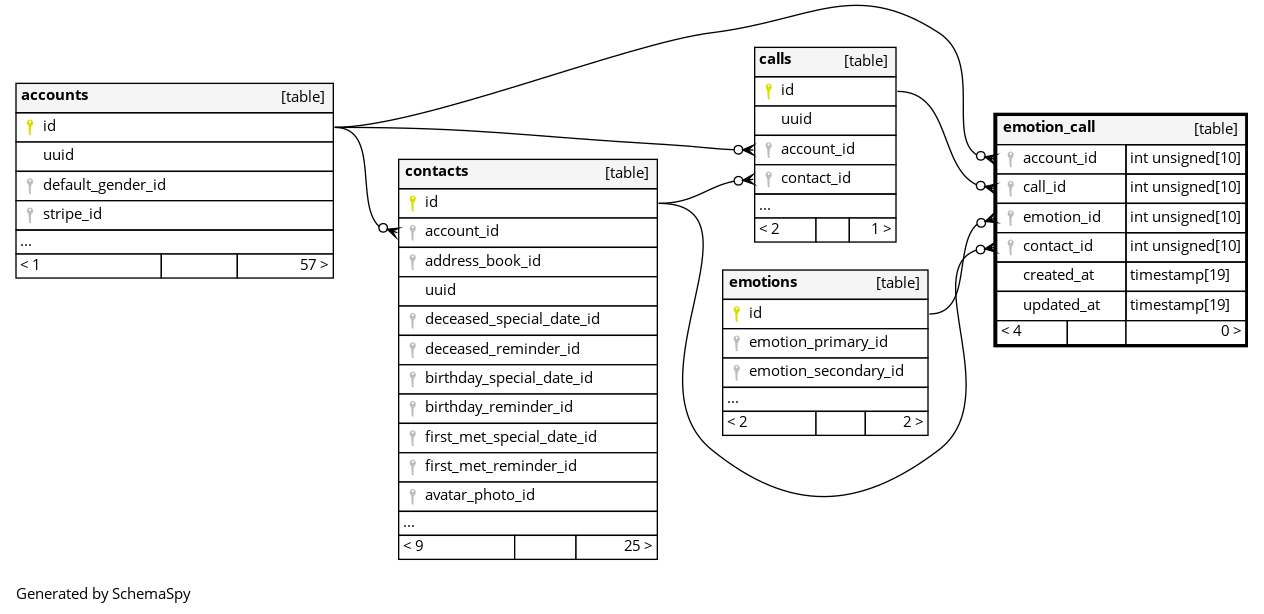 accounts [table]
id
uuid
default_gender_id
stripe_id
...
< 1 57 >
contacts [table]
id
account_id
address_book_id
uuid
deceased_special_date_id
deceased_reminder_id
birthday_special_date_id
birthday_reminder_id
first_met_special_date_id
first_met_reminder_id
avatar_photo_id
...
< 9 25 >
calls [table]
id
uuid
account_id
contact_id
...
< 2 1 >
emotions [table]
id
emotion_primary_id
emotion_secondary_id
...
< 2 2 >
emotion_call [table]
account_id int unsigned[10]
call_id int unsigned[10]
emotion_id int unsigned[10]
contact_id int unsigned[10]
created_at timestamp[19]
updated_at timestamp[19]
< 4 0 >
Generated by SchemaSpy